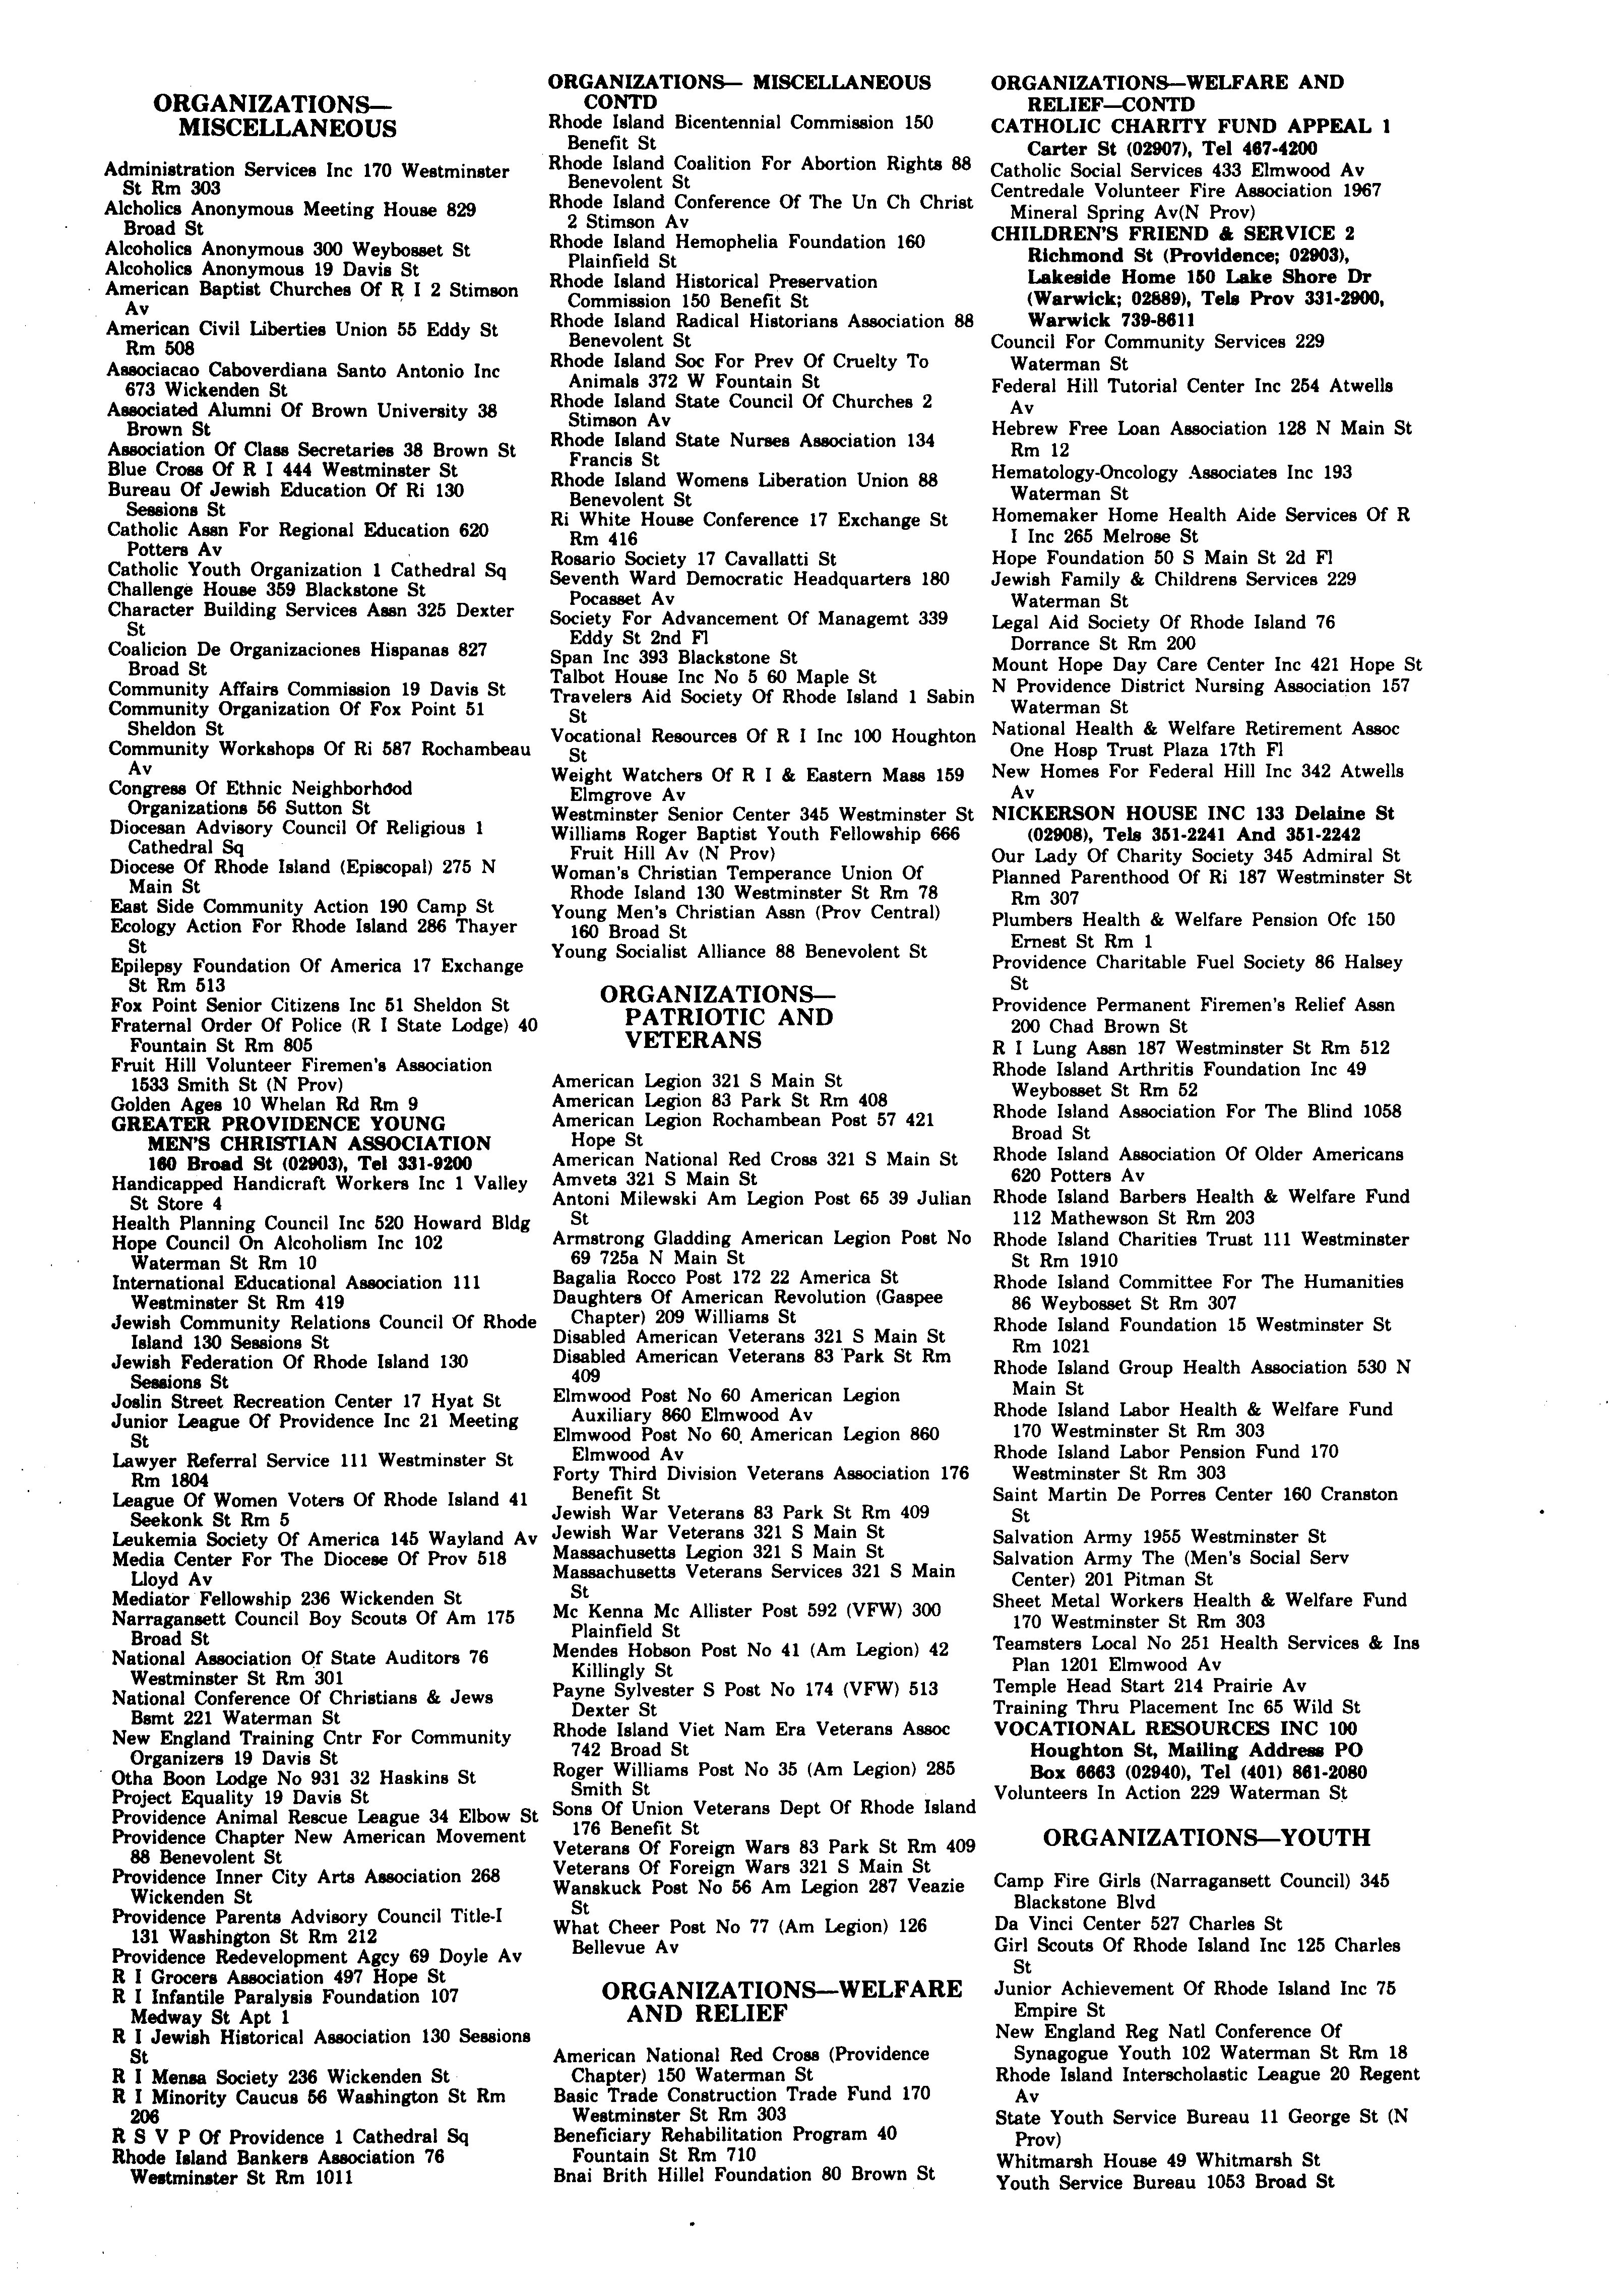 ORGANIZATIONS—
MISCELLANEOUS
Administration Services Inc 170 Westminster
St Rm 303
Alcholics Anonymous Meeting House 829
Broad St
Alcoholics Anonymous 300 Weybosset St
Alcoholics Anonymous 19 Davis St
American Baptist Churches Of R I 2 Stimson
Av
American Civil Liberties Union 55 Eddy St
Rm 508
Associacao Caboverdiana Santo Antonio Inc
673 Wickenden St
Associated Alumni Of Brown University 38
Brown St
Association Of Class Secretaries 38 Brown St
Blue Cross Of R I 444 Westminster St
Bureau Of Jewish Education Of Ri 130
Sessions St
Catholic Assn For Regional Education 620
Potters Av
Catholic Youth Organization 1 Cathedral Sq
Challenge House 359 Blackstone St
Character Building Services Assn 325 Dexter
St
Coalicion De Organizaciones Hispanas 827
Broad St
Community Affairs Commission 19 Davis St
Community Organization Of Fox Point 51
Sheldon St
Community Workshops Of Ri 587 Rochambeau
Av
Congress Of Ethnic Neighborhood
Organizations 56 Sutton St
Diocesan Advisory Council Of Religious 1
Cathedral Sq
Diocese Of Rhode Island (Episcopal) 275 N
Main St
East Side Community Action 190 Camp St
Ecology Action For Rhode Island 286 Thayer
St
Epilepsy Foundation Of America 17 Exchange
St Rm 513
Fox Point Senior Citizens Inc 51 Sheldon St
Fraternal Order Of Police (R I State Lodge) 40
Fountain St Rm 805
Fruit Hill Volunteer Firemen's Association
1533 Smith St (N Prov)
Golden Ages 10 Whelan Rd Rm 9
GREATER PROVIDENCE YOUNG
MEN'S CHRISTIAN ASSOCIATION
160 Broad St (02903), Tel 331-9200
Handicapped Handicraft Workers Inc 1 Valley
St Store 4
Health Planning Council Inc 520 Howard Bldg
Hope Council On Alcoholism Inc 102
Waterman St Rm 10
International Educational Association 111
Westminster St Rm 419
Jewish Community Relations Council Of Rhode
Island 130 Sessions St
Jewish Federation Of Rhode Island 130
Sessions St
Joslin Street Recreation Center 17 Hyat St
Junior League Of Providence Inc 21 Meeting
St
Lawyer Referral Service 111 Westminster St
Rm 1804
League Of Women Voters Of Rhode Island 41
Seekonk St Rm 5
Leukemia Society Of America 145 Wayland Av
Media Center For The Diocese Of Prov 518
Lloyd Av
Mediator Fellowship 236 Wickenden St
Narragansett Council Boy Scouts Of Am 175
Broad St
National Association Of State Auditors 76
Westminster St Rm 301
National Conference Of Christians & Jews
Bsmt 221 Waterman St
New England Training Cntr For Community
Organizers 19 Davis St
Otha Boon Lodge No 931 32 Haskins St
Project Equality 19 Davis St
Providence Animal Rescue League 34 Elbow St
Providence Chapter New American Movement
88 Benevolent St
Providence Inner City Arts Association 268
Wickenden St
Providence Parents Advisory Council Title-I
131 Washington St Rm 212
Providence Redevelopment Agcy 69 Doyle Av
R I Grocers Association 497 Hope St
R I Infantile Paralysis Foundation 107
Medway St Apt 1
R I Jewish Historical Association 130 Sessions
St
R I Mensa Society 236 Wickenden St
R I Minority Caucus 56 Washington St Rm
206
R S V P Of Providence 1 Cathedral Sq
Rhode Island Bankers Association 76
Westminster St Rm 1011
ORGANIZATIONS— MISCELLANEOUS
CONTD
Rhode Island Bicentennial Commission 150
Benefit St
Rhode Island Coalition For Abortion Rights 88
Benevolent St
Rhode Island Conference Of The Un Ch Christ
2 Stimson Av
Rhode Island Hemophelia Foundation 160
Plainfield St
Rhode Island Historical Preservation
Commission 150 Benefit St
Rhode Island Radical Historians Association 88
Benevolent St
Rhode Island Soc For Prev Of Cruelty To
Animals 372 W Fountain St
Rhode Island State Council Of Churches 2
Stimson Av
Rhode Island State Nurses Association 134
Francis St
Rhode Island Womens Liberation Union 88
Benevolent St
Ri White House Conference 17 Exchange St
Rm 416
Rosario Society 17 Cavallatti St
Seventh Ward Democratic Headquarters 180
Pocasset Av
Society For Advancement Of Managemt 339
Eddy St 2nd Fl
Span Inc 393 Blackstone St
Talbot House Inc No 5 60 Maple St
Travelers Aid Society Of Rhode Island 1 Sabin
St
Vocational Resources Of R I Inc 100 Houghton
St
Weight Watchers Of R I & Eastern Mass 159
Elmgrove Av
Westminster Senior Center 345 Westminster St
Williams Roger Baptist Youth Fellowship 666
Fruit Hill Av (N Prov)
Woman's Christian Temperance Union Of
Rhode Island 130 Westminster St Rm 78
Young Men's Christian Assn (Prov Central)
160 Broad St
Young Socialist Alliance 88 Benevolent St
ORGANIZATIONS—
PATRIOTIC AND
VETERANS
American Legion 321 S Main St
American Legion 83 Park St Rm 408
American Legion Rochambean Post 57 421
Hope St
American National Red Cross 321 S Main St
Amvets 321 S Main St
Antoni Milewski Am Legion Post 65 39 Julian
St
Armstrong Gladding American Legion Post No
69 725a N Main St
Bagalia Rocco Post 172 22 America St
Daughters Of American Revolution (Gaspee
Chapter) 209 Williams St
Disabled American Veterans 321 S Main St
Disabled American Veterans 83 Park St Rm
409
Elmwood Post No 60 American Legion
Auxiliary 860 Elmwood Av
Elmwood Post No 60 American Legion 860
Elmwood Av
Forty Third Division Veterans Association 176
Benefit St
Jewish War Veterans 83 Park St Rm 409
Jewish War Veterans 321 S Main St
Massachusetts Legion 321 S Main St
Massachusetts Veterans Services 321 S Main
St
Mc Kenna Mc Allister Post 592 (VFW) 300
Plainfield St
Mendes Hobson Post No 41 (Am Legion) 42
Killingly St
Payne Sylvester S Post No 174 (VFW) 513
Dexter St
Rhode Island Viet Nam Era Veterans Assoc
742 Broad St
Roger Williams Post No 35 (Am Legion) 285
Smith St
Sons Of Union Veterans Dept Of Rhode Island
176 Benefit St
Veterans Of Foreign Wars 83 Park St Rm 409
Veterans Of Foreign Wars 321 S Main St
Wanskuck Post No 56 Am Legion 287 Veazie
St
What Cheer Post No 77 (Am Legion) 126
Bellevue Av
ORGANIZATIONS—WELFARE
AND RELIEF
American National Red Cross (Providence
Chapter) 150 Waterman St
Basic Trade Construction Trade Fund 170
Westminster St Rm 303
Beneficiary Rehabilitation Program 40
Fountain St Rm 710
Bnai Brith Hillel Foundation 80 Brown St
ORGANIZATIONS—WELFARE AND
RELIEF—CONTD
CATHOLIC CHARITY FUND APPEAL 1
Carter St (02907), Tel 467-4200
Catholic Social Services 433 Elmwood Av
Centredale Volunteer Fire Association 1967
Mineral Spring Av(N Prov)
CHILDREN'S FRIEND & SERVICE 2
Richmond St (Providence; 02903),
Lakeside Home 150 Lake Shore Dr
(Warwick; 02889), Tels Prov 331-2900,
Warwick 739-8611
Council For Community Services 229
Waterman St
Federal Hill Tutorial Center Inc 254 Atwells
Av
Hebrew Free Loan Association 128 N Main St
Rm 12
Hematology-Oncology Associates Inc 193
Waterman St
Homemaker Home Health Aide Services Of R
I Inc 265 Melrose St
Hope Foundation 50 S Main St 2d Fl
Jewish Family & Childrens Services 229
Waterman St
Legal Aid Society Of Rhode Island 76
Dorrance St Rm 200
Mount Hope Day Care Center Inc 421 Hope St
N Providence District Nursing Association 157
Waterman St
National Health & Welfare Retirement Assoc
One Hosp Trust Plaza 17th Fl
New Homes For Federal Hill Inc 342 Atwells
Av
NICKERSON HOUSE INC 133 Delaine St
(02908), Tels 351-2241 And 351-2242
Our Lady Of Charity Society 345 Admiral St
Planned Parenthood Of Ri 187 Westminster St
Rm 307
Plumbers Health & Welfare Pension Ofc 150
Ernest St Rm 1
Providence Charitable Fuel Society 86 Halsey
St
Providence Permanent Firemen's Relief Assn
200 Chad Brown St
R I Lung Assn 187 Westminster St Rm 512
Rhode Island Arthritis Foundation Inc 49
Weybosset St Rm 52
Rhode Island Association For The Blind 1058
Broad St
Rhode Island Association Of Older Americans
620 Potters Av
Rhode Island Barbers Health & Welfare Fund
112 Mathewson St Rm 203
Rhode Island Charities Trust 111 Westminster
St Rm 1910
Rhode Island Committee For The Humanities
86 Weybosset St Rm 307
Rhode Island Foundation 15 Westminster St
Rm 1021
Rhode Island Group Health Association 530 N
Main St
Rhode Island Labor Health & Welfare Fund
170 Westminster St Rm 303
Rhode Island Labor Pension Fund 170
Westminster St Rm 303
Saint Martin De Porres Center 160 Cranston
St
Salvation Army 1955 Westminster St
Salvation Army The (Men's Social Serv
Center) 201 Pitman St
Sheet Metal Workers Health & Welfare Fund
170 Westminster St Rm 303
Teamsters Local No 251 Health Services & Ins
Plan 1201 Elmwood Av
Temple Head Start 214 Prairie Av
Training Thru Placement Inc 65 Wild St
VOCATIONAL RESOURCES INC 100
Houghton St, Mailing Address PO
Box 6663 (02940), Tel (401) 861-2080
Volunteers In Action 229 Waterman St
ORGANIZATIONS—YOUTH
Camp Fire Girls (Narragansett Council) 345
Blackstone Blvd
Da Vinci Center 527 Charles St
Girl Scouts Of Rhode Island Inc 125 Charles
St
Junior Achievement Of Rhode Island Inc 75
Empire St
New England Reg Natl Conference Of
Synagogue Youth 102 Waterman St Rm 18
Rhode Island Interscholastic League 20 Regent
Av
State Youth Service Bureau 11 George St (N
Prov)
Whitmarsh House 49 Whitmarsh St
Youth Service Bureau 1053 Broad St